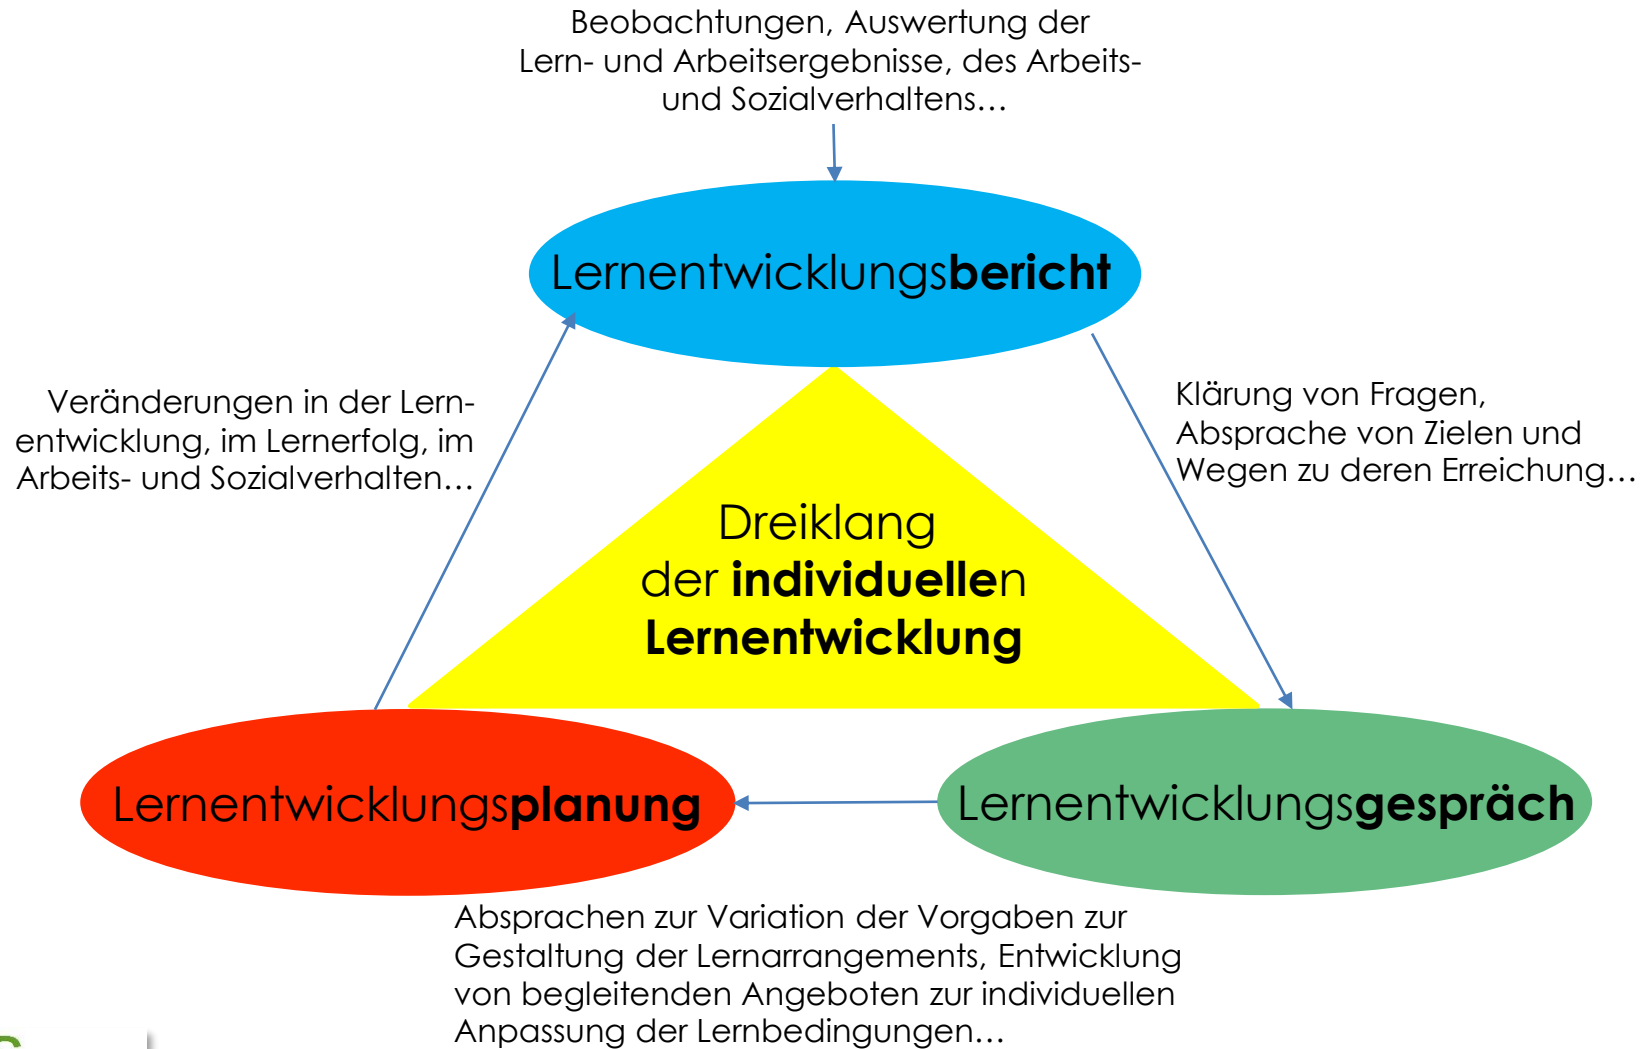 Beobachtungen, Auswertung der
Lern- und Arbeitsergebnisse, des Arbeits-
und Sozialverhaltens…
Lernentwicklungsbericht
Veränderungen in der Lern-
entwicklung, im Lernerfolg, im
Arbeits- und Sozialverhalten…
Klärung von Fragen,
Absprache von Zielen und
Wegen zu deren Erreichung…
Dreiklang
der individuellen
Lernentwicklung
Lernentwicklungsplanung
Lernentwicklungsgespräch
Absprachen zur Variation der Vorgaben zur
Gestaltung der Lernarrangements, Entwicklung
von begleitenden Angeboten zur individuellen
Anpassung der Lernbedingungen…